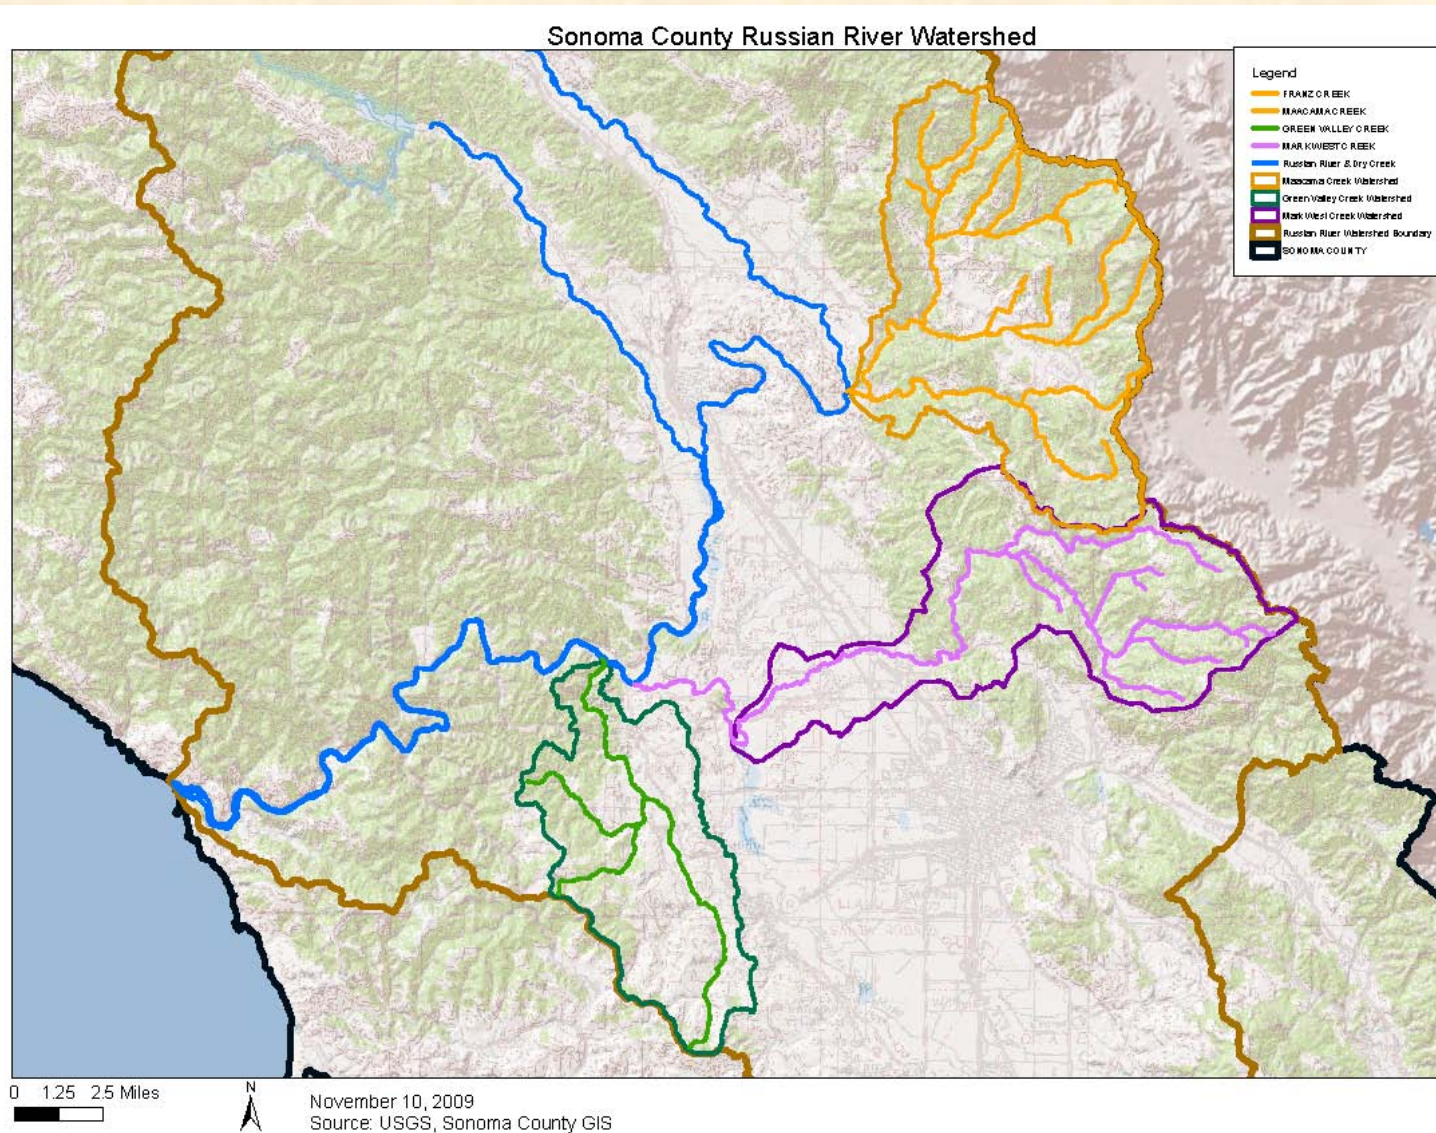 Sonoma County Russian River Watershed
Legend
FRANZ CREEK
MAACAMA CREEK
GREEN VALLEY CREEK
MARK WEST CREEK
Russian River & Dry Creek
Maacama Creek Watershed
Green Valley Creek Watershed
Mark West Creek Watershed
Russian River Watershed Boundary
SONOMA COUNTY
0 1.25 2.5 Miles
N
November 10, 2009
Source: USGS, Sonoma County GIS